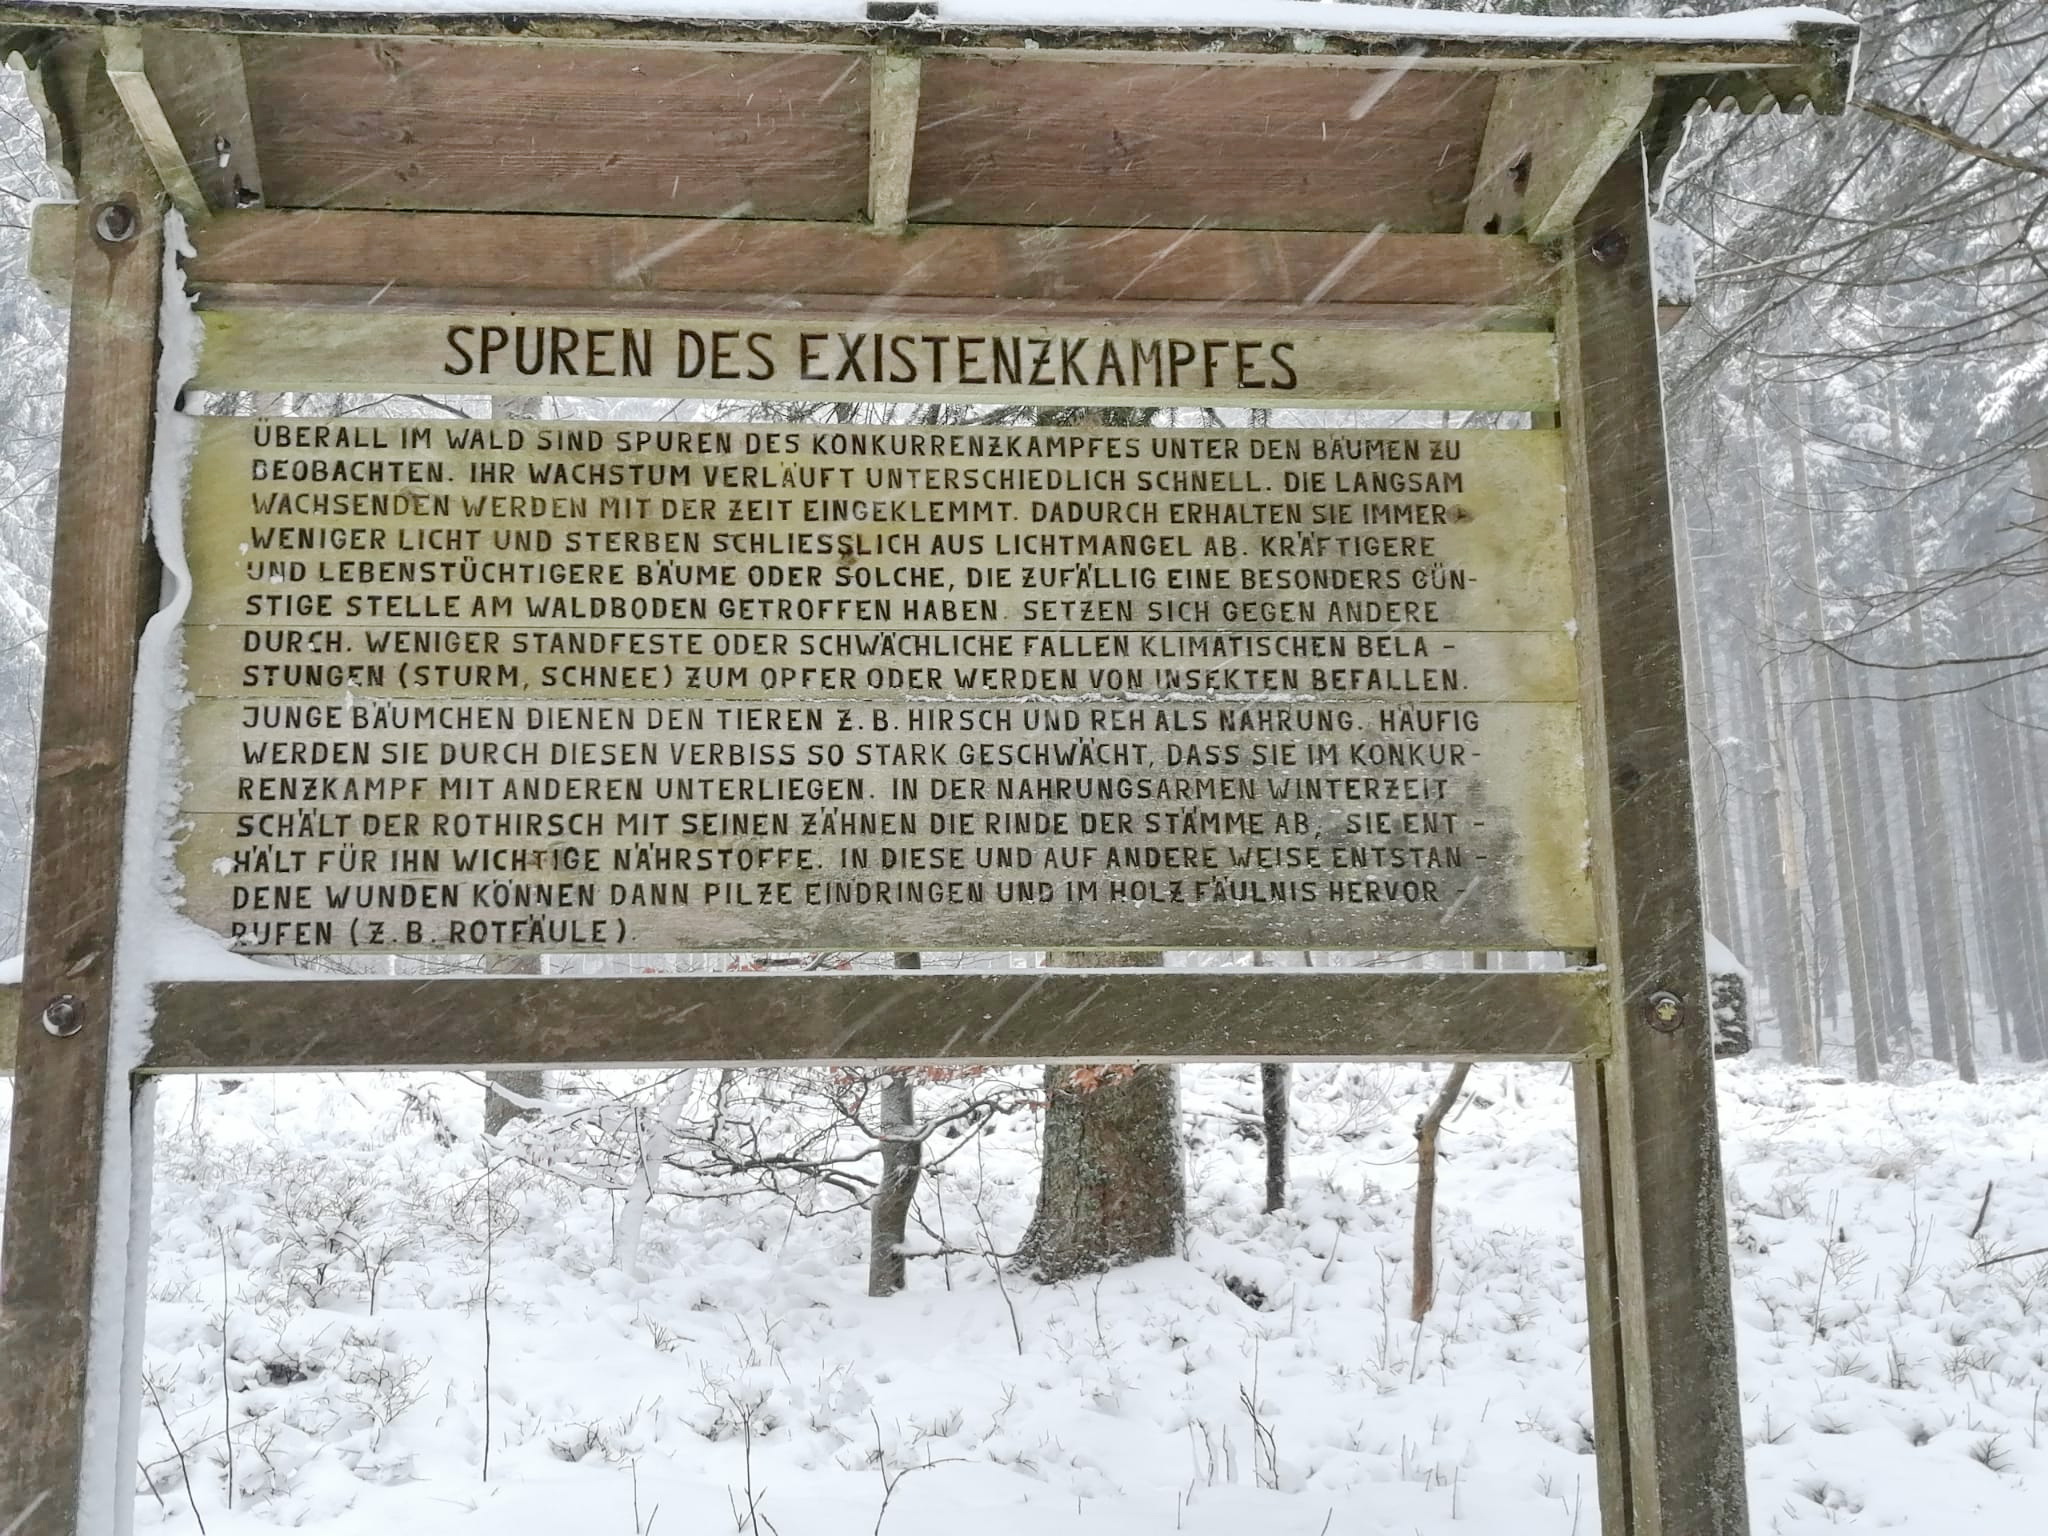 SPUREN DES EXISTENZKAMPFES
ÜBERALL IM WALD SIND SPUREN DES KONKURRENZKAMPFES UNTER DEN BÄUMEN ZU
BEOBACHTEN. IHR WACHSTUM VERLÄUFT UNTERSCHIEDLICH SCHNELL. DIE LANGSAM
WACHSENDEN WERDEN MIT DER ZEIT EINGEKLEMMT. DADURCH ERHALTEN SIE IMMER
WENIGER LICHT UND STERBEN SCHLIESSLICH AUS LICHTMANGEL AB. KRÄFTIGERE
UND LEBENSTÜCHTIGERE BÄUME ODER SOLCHE, DIE ZUFÄLLIG EINE BESONDERS GÜN-
STIGE STELLE AM WALDBODEN GETROFFEN HABEN. SETZEN SICH GEGEN ANDERE
DURCH. WENIGER STANDFESTE ODER SCHWÄCHLICHE FALLEN KLIMATISCHEN BELA-
STUNGEN (STURM, SCHNEE) ZUM OPFER ODER WERDEN VON INSEKTEN BEFALLEN.
JUNGE BÄUMCHEN DIENEN DEN TIEREN Z.B. HIRSCH UND REH ALS NAHRUNG. HÄUFIG
WERDEN SIE DURCH DIESEN VERBISS SO STARK GESCHWÄCHT, DASS SIE IM KONKUR-
RENZKAMPF MIT ANDEREN UNTERLIEGEN. IN DER NAHRUNGSARMEN WINTERZEIT
SCHÄLT DER ROTHIRSCH MIT SEINEN ZÄHNEN DIE RINDE DER STÄMME AB, SIE ENT-
HÄLT FÜR IHN WICHTIGE NÄHRSTOFFE. IN DIESE UND AUF ANDERE WEISE ENTSTAN-
DENE WUNDEN KÖNNEN DANN PILZE EINDRINGEN UND IM HOLZ FÄULNIS HERVOR-
RUFEN (Z.B. ROTFÄULE).